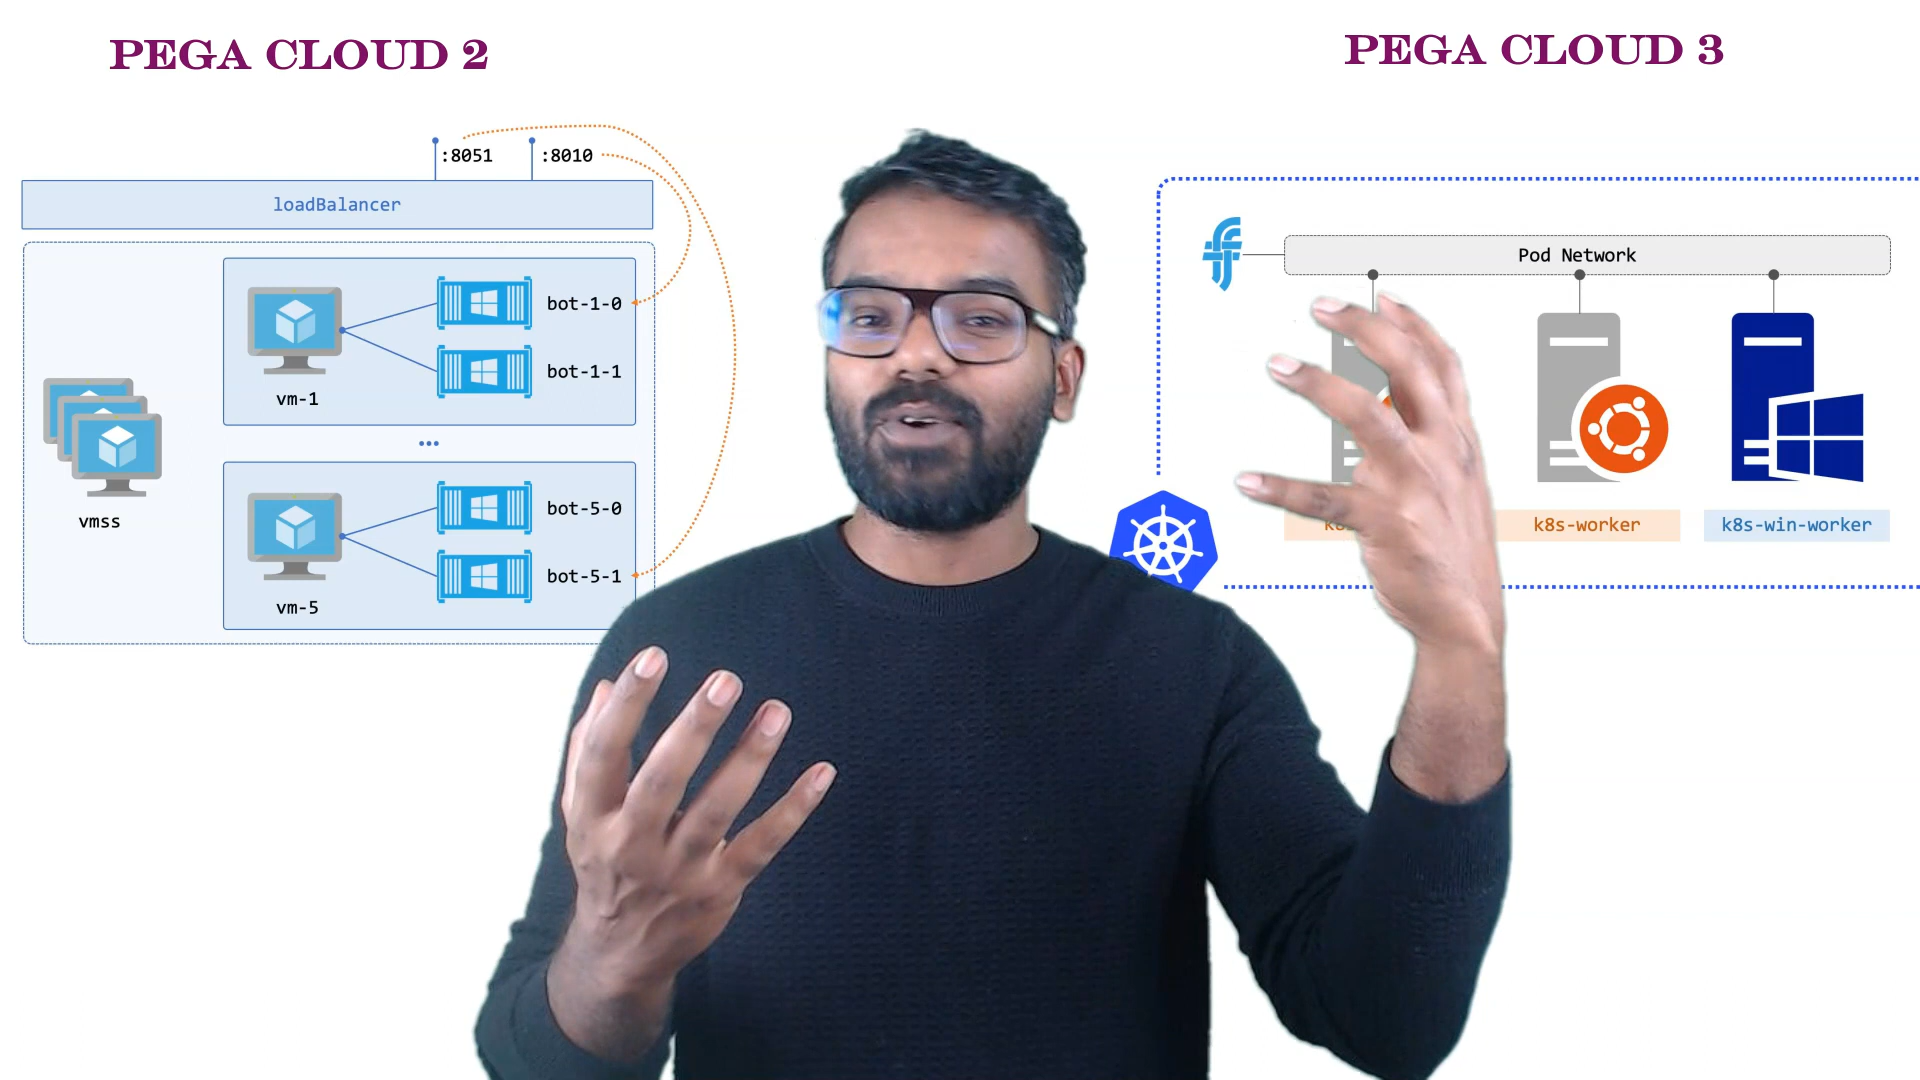 PEGA CLOUD 2
:8051
:8010
loadBalancer
bot-1-0
bot-1-1
vm-1
...
bot-5-0
bot-5-1
vm-5
vmss
PEGA CLOUD 3
Pod Network
k8s-worker
k8s-win-worker